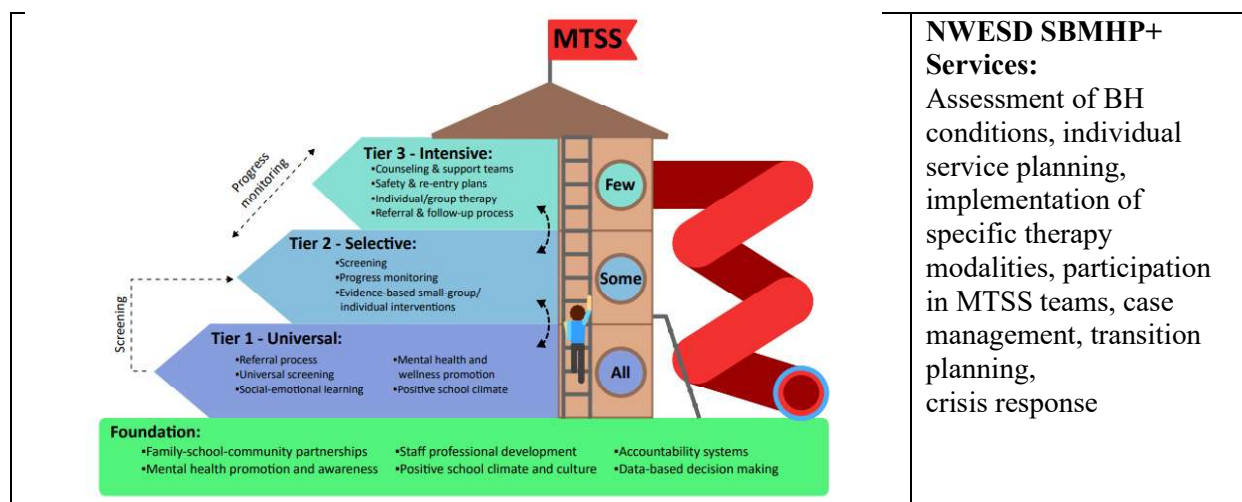 MTSS
Tier 3 - Intensive:
▪Counseling & support teams
▪Safety & re-entry plans
▪Individual/group therapy
▪Referral & follow-up process
Few
Progress
monitoring
Tier 2 - Selective:
▪Screening
▪Progress monitoring
▪Evidence-based small-group/
individual interventions
Some
Screening
Tier 1 - Universal:
▪Referral process
▪Universal screening
▪Social-emotional learning
▪Mental health and
wellness promotion
▪Positive school climate
All
Foundation:
▪Family-school-community partnerships
▪Mental health promotion and awareness
▪Staff professional development
▪Positive school climate and culture
▪Accountability systems
▪Data-based decision making
NWESD SBMHP+
Services:
Assessment of BH
conditions, individual
service planning,
implementation of
specific therapy
modalities, participation
in MTSS teams, case
management, transition
planning,
crisis response